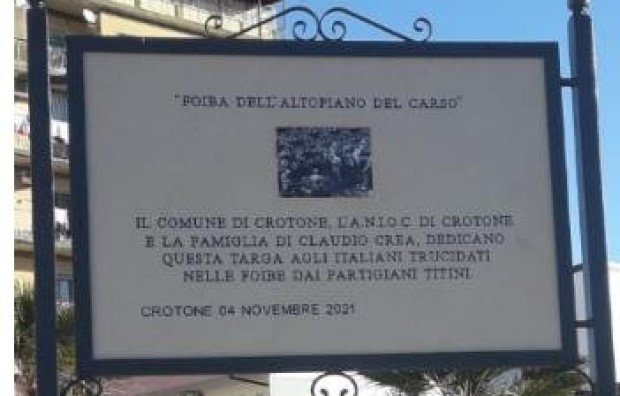 "FOIBA DELL'ALTOPIANO DEL CARSO"
IL COMUNE DI CROTONE, L'A.N.I.O.C. DI CROTONE
E LA FAMIGLIA DI CLAUDIO CREA, DEDICANO
QUESTA TARGA AGLI ITALIANI TRUCIDATI
NELLE FOIBE DAI PARTIGIANI TITINI
CROTONE 04 NOVEMBRE 2021